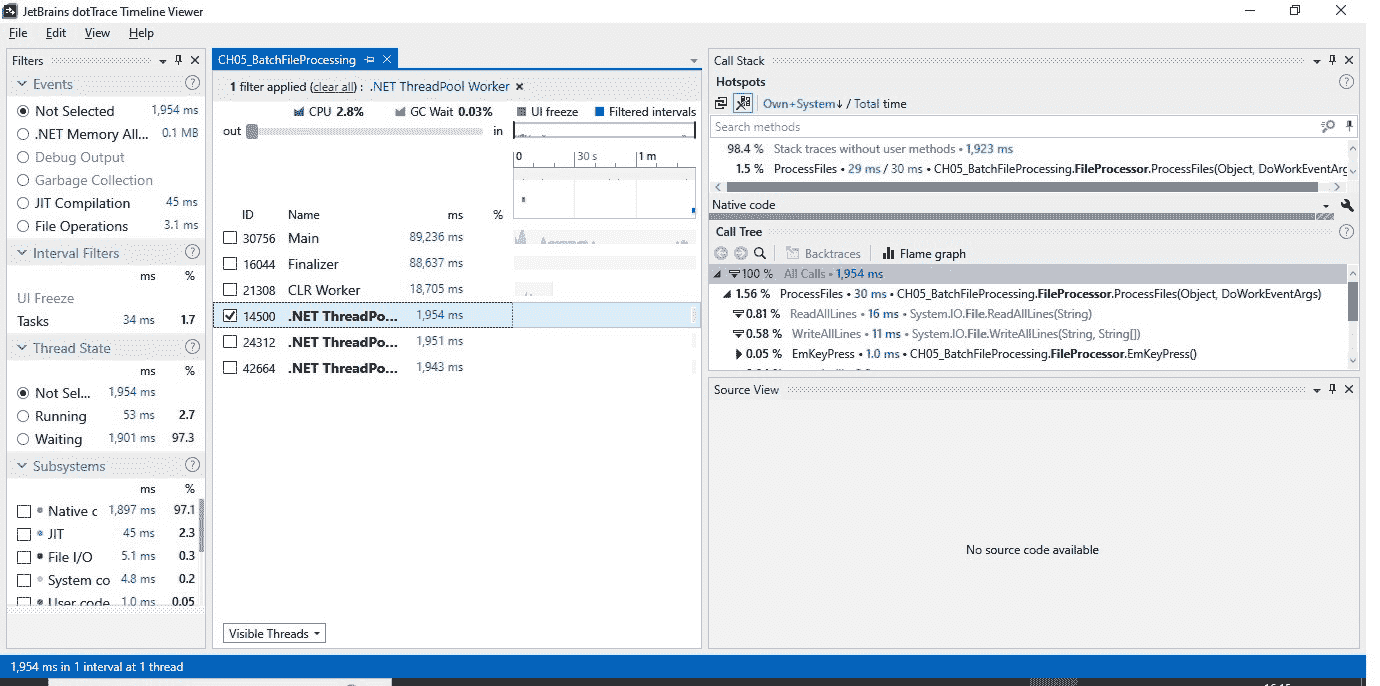 JetBrains dotTrace Timeline Viewer
File Edit View Help
Filters
Events
Not Selected 1,954 ms
.NET Memory All... 0.1 MB
Debug Output
Garbage Collection
JIT Compilation 45 ms
File Operations 3.1 ms
Interval Filters
ms %
UI Freeze
Tasks 34 ms 1.7
Thread State
ms %
Not Sel... 1,954 ms
Running 53 ms 2.7
Waiting 1,901 ms 97.3
Subsystems
ms %
Native c 1,897 ms 97.1
JIT 45 ms 2.3
File I/O 5.1 ms 0.3
System co 4.8 ms 0.2
User code 1.0 ms 0.05
CH05_BatchFileProcessing
1 filter applied (clear all) : .NET ThreadPool Worker ×
CPU 2.8% GC Wait 0.03% UI freeze Filtered intervals
out in
0 30 s 1 m
ID Name ms %
30756 Main 89,236 ms
16044 Finalizer 88,637 ms
21308 CLR Worker 18,705 ms
14500 .NET ThreadPo... 1,954 ms
24312 .NET ThreadPo... 1,951 ms
42664 .NET ThreadPo... 1,943 ms
Visible Threads
Call Stack
Hotspots
Own+System↓ / Total time
Search methods
98.4 % Stack traces without user methods • 1,923 ms
1.5 % ProcessFiles • 29 ms / 30 ms • CH05_BatchFileProcessing.FileProcessor.ProcessFiles(Object, DoWorkEventArg
Native code
Call Tree
Backtraces Flame graph
100 % All Calls • 1,954 ms
1.56 % ProcessFiles • 30 ms • CH05_BatchFileProcessing.FileProcessor.ProcessFiles(Object, DoWorkEventArgs)
0.81 % ReadAllLines • 16 ms • System.IO.File.ReadAllLines(String)
0.58 % WriteAllLines • 11 ms • System.IO.File.WriteAllLines(String, String[])
0.05 % EmKeyPress • 1.0 ms • CH05_BatchFileProcessing.FileProcessor.EmKeyPress()
Source View
No source code available
1,954 ms in 1 interval at 1 thread